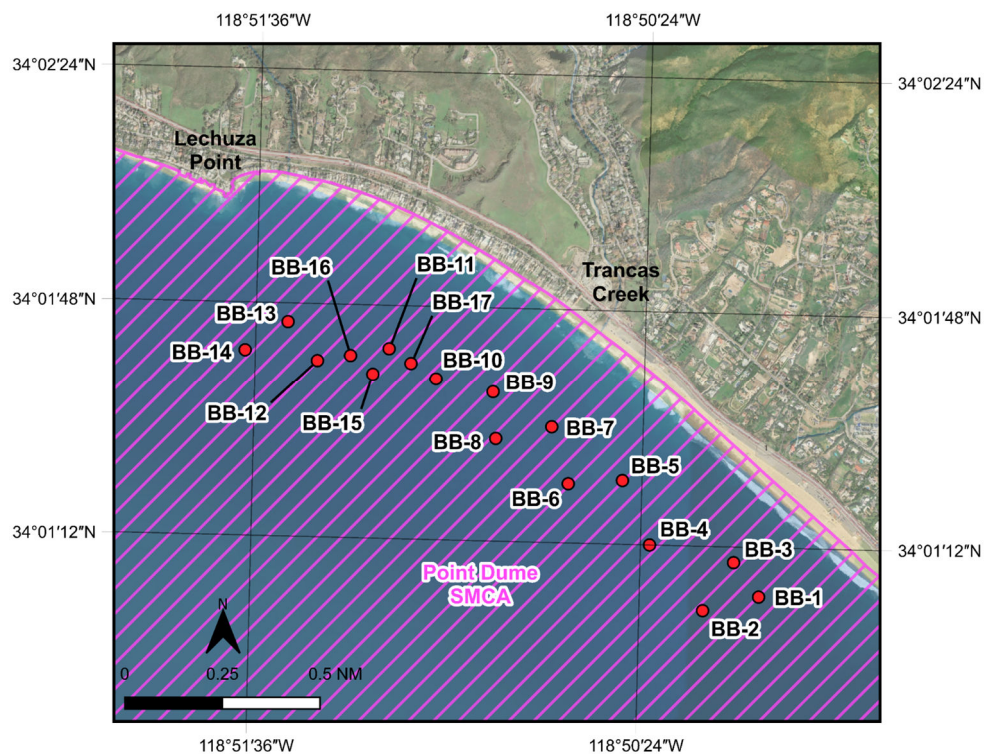 118°51'36"W
118°50'24"W
34°02'24"N
34°02'24"N
Lechuza
Point
Trancas
Creek
BB-16
BB-11
BB-17
34°01'48"N
34°01'48"N
BB-13
BB-14
BB-10
BB-9
BB-12
BB-15
BB-7
BB-8
BB-5
BB-6
34°01'12"N
34°01'12"N
BB-4
BB-3
Point Dume
SMCA
BB-1
BB-2
N
0 0.25 0.5 NM
118°51'36"W
118°50'24"W